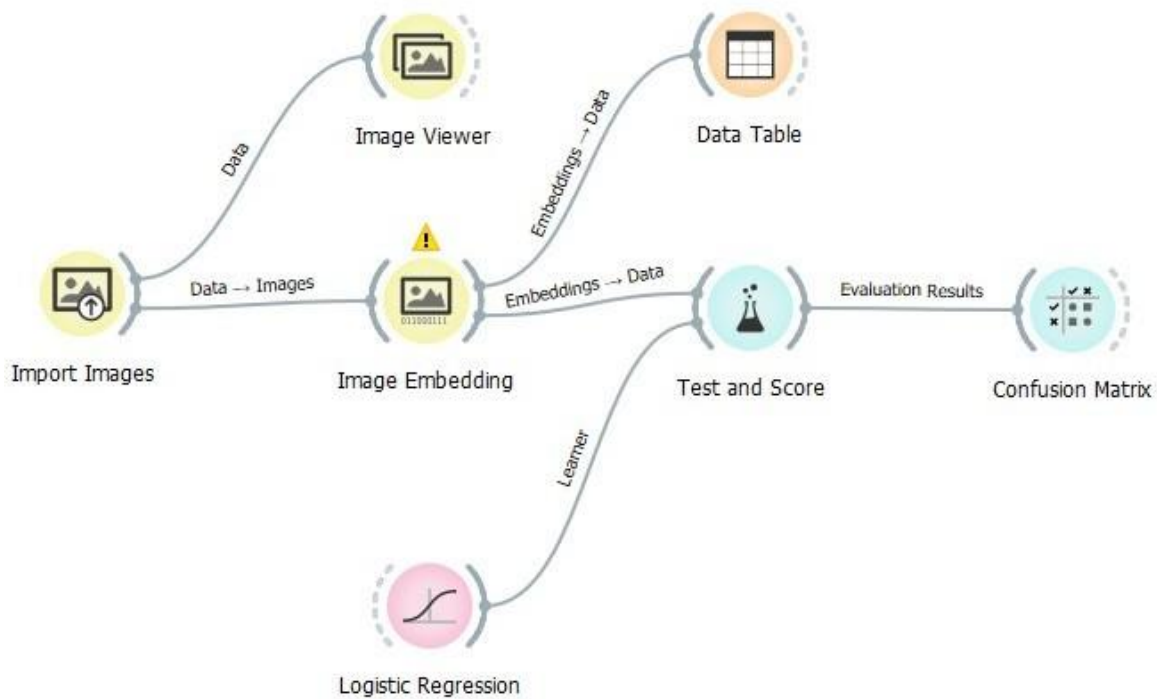 Image Viewer
Data Table
Data
Embeddings → Data
Data → Images
Embeddings → Data
Evaluation Results
011000111
Import Images
Image Embedding
Test and Score
Confusion Matrix
Learner
Logistic Regression